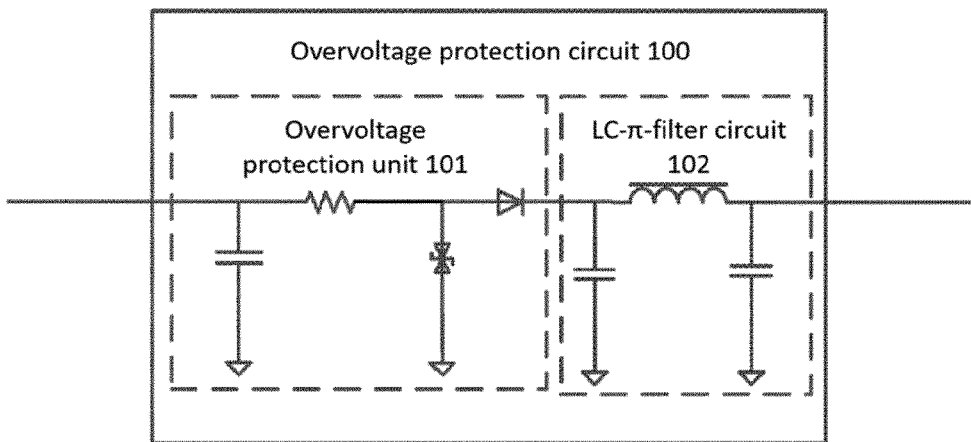 Overvoltage protection circuit 100
Overvoltage
protection unit 101
LC-π-filter circuit
102